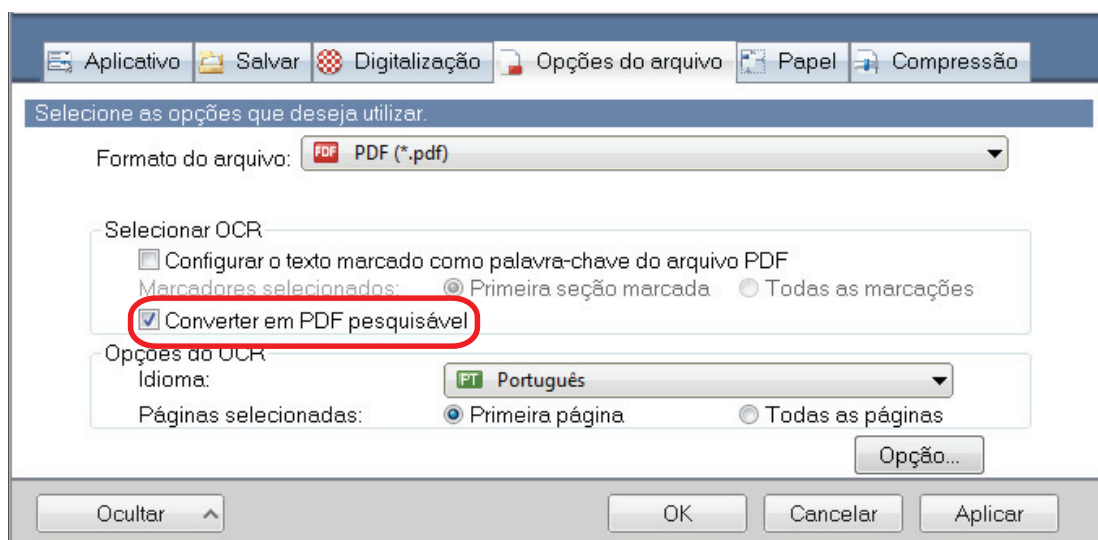 Aplicativo Salvar Digitalização Opções do arquivo Papel Compressão
Selecione as opções que deseja utilizar.
Formato do arquivo: PDF PDF (*.pdf)
Selecionar OCR
Configurar o texto marcado como palavra-chave do arquivo PDF
Marcadores selecionados: Primeira seção marcada Todas as marcações
Converter em PDF pesquisável
Opções do OCR
Idioma: PT Português
Páginas selecionadas: Primeira página Todas as páginas
Opção...
Ocultar OK Cancelar Aplicar